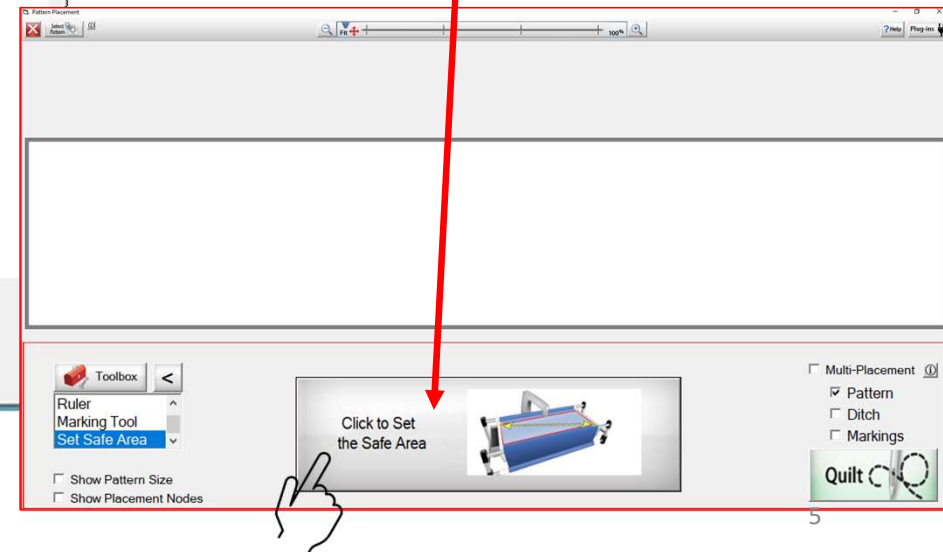 Pattern Placement
Select Pattern
Fit
100%
? Help
Plug-ins
Toolbox
<
Ruler
Marking Tool
Set Safe Area
Show Pattern Size
Show Placement Nodes
Click to Set
the Safe Area
Multi-Placement
Pattern
Ditch
Markings
Quilt
5